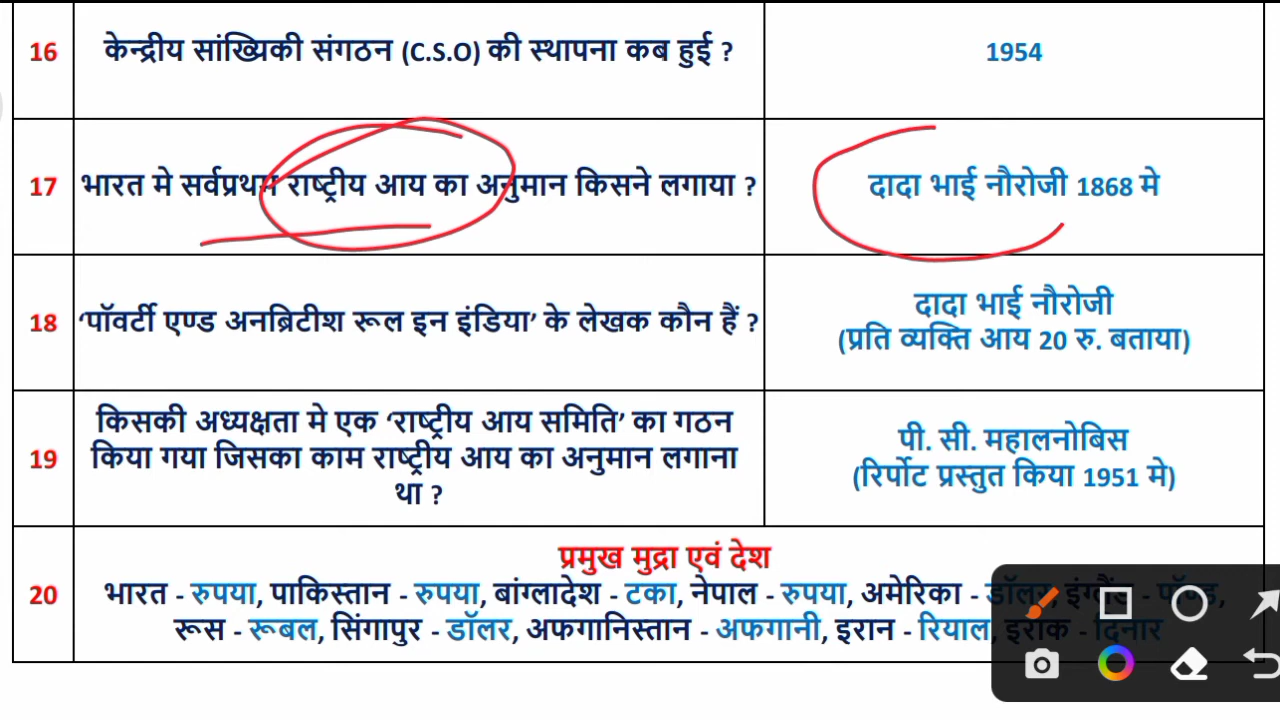 16 केन्द्रीय सांख्यिकी संगठन (C.S.O) की स्थापना कब हुई ? 1954
17 भारत मे सर्वप्रथम राष्ट्रीय आय का अनुमान किसने लगाया ? दादा भाई नौरोजी 1868 मे
18 ‘पॉवर्टी एण्ड अनब्रिटीश रूल इन इंडिया’ के लेखक कौन हैं ? दादा भाई नौरोजी
(प्रति व्यक्ति आय 20 रु. बताया)
19 किसकी अध्यक्षता मे एक ‘राष्ट्रीय आय समिति’ का गठन
किया गया जिसका काम राष्ट्रीय आय का अनुमान लगाना
था ?
पी. सी. महालनोबिस
(रिर्पोट प्रस्तुत किया 1951 मे)
20 प्रमुख मुद्रा एवं देश
भारत - रुपया, पाकिस्तान - रुपया, बांग्लादेश - टका, नेपाल - रुपया, अमेरिका - डॉलर, इंग्लैंड - पॉण्ड,
रूस - रूबल, सिंगापुर - डॉलर, अफगानिस्तान - अफगानी, इरान - रियाल, इराक - दिनार